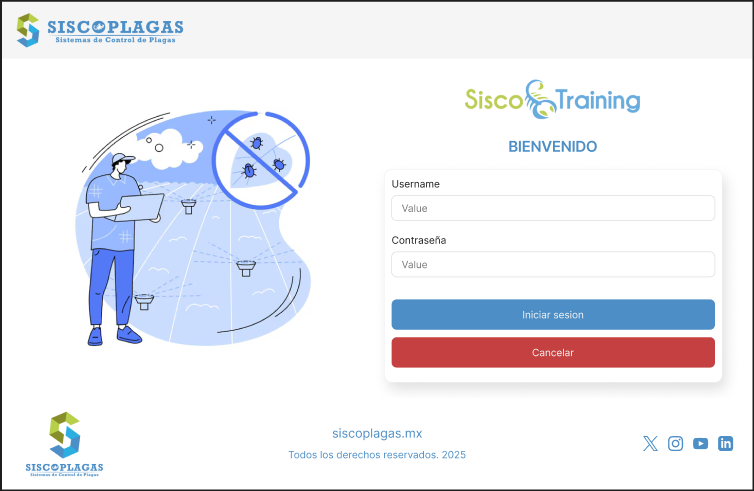 SISCOPLAGAS
Sistemas de Control de Plagas
Sisco Training
BIENVENIDO
Username
Value
Contraseña
Value
Iniciar sesion
Cancelar
SISCOPLAGAS
Sistemas de Control de Plagas
siscoplagas.mx
Todos los derechos reservados. 2025